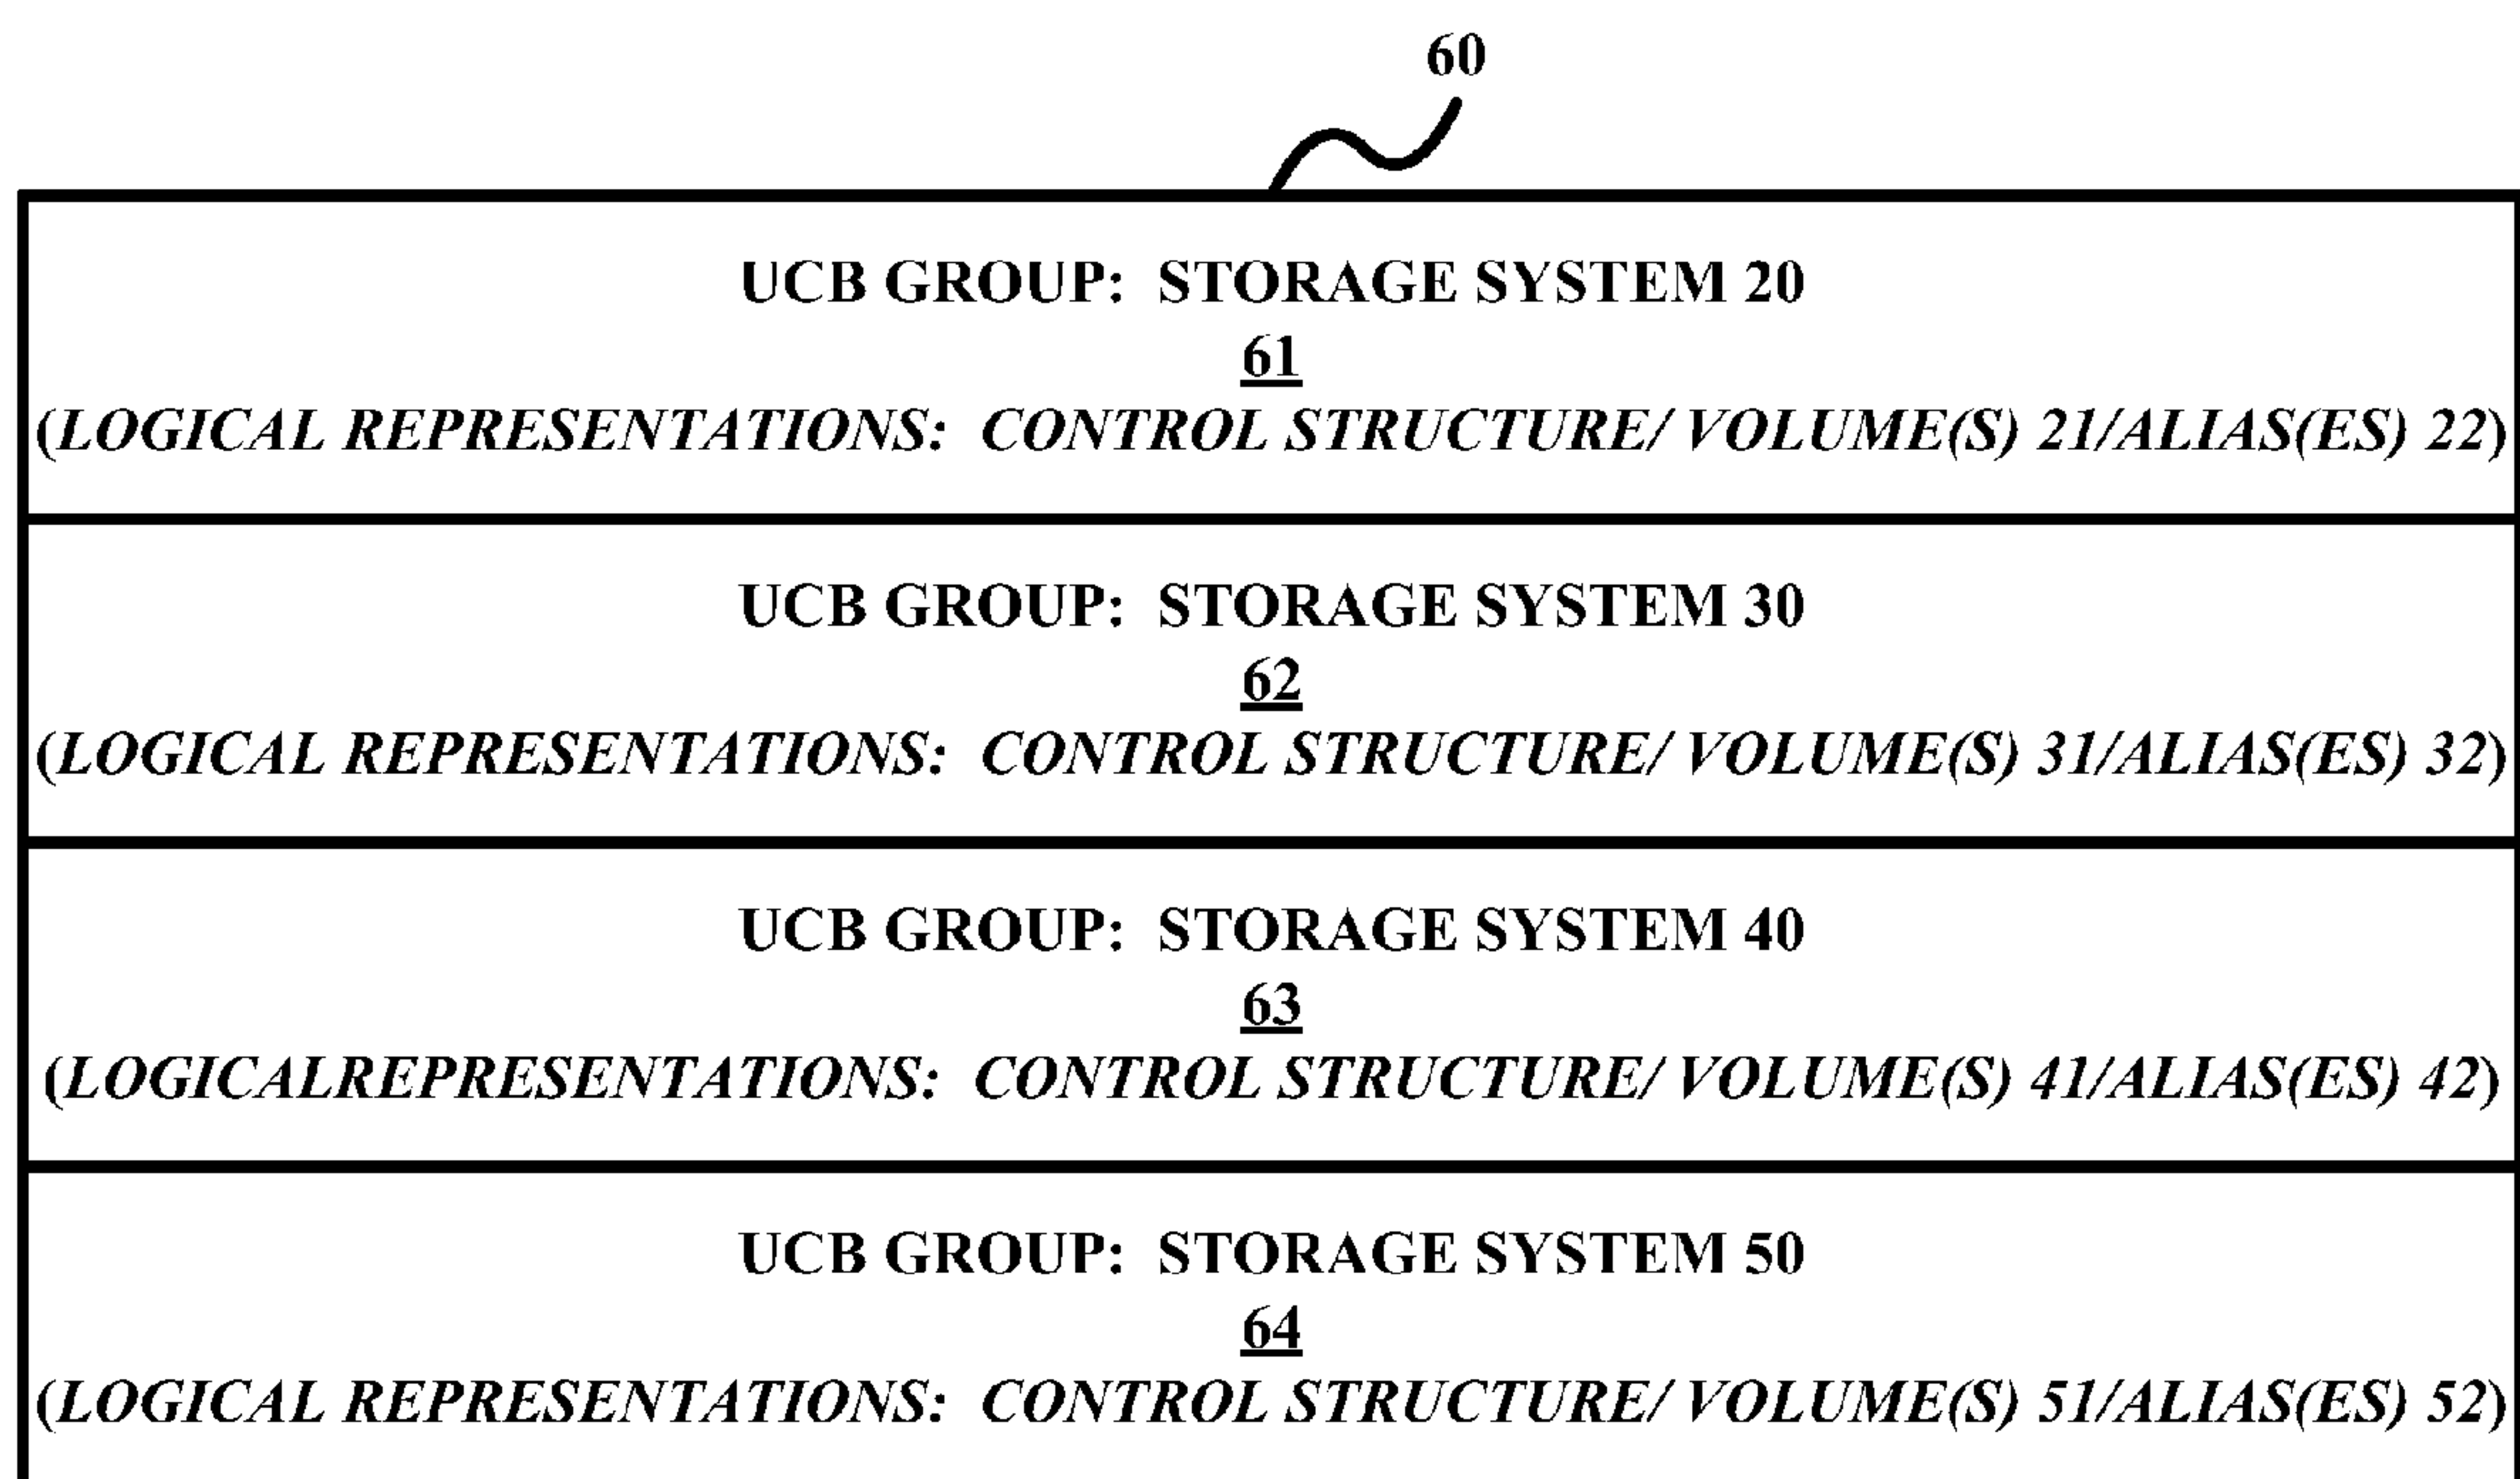 60
UCB GROUP: STORAGE SYSTEM 20
61
(LOGICAL REPRESENTATIONS: CONTROL STRUCTURE/ VOLUME(S) 21/ALIAS(ES) 22)
UCB GROUP: STORAGE SYSTEM 30
62
(LOGICAL REPRESENTATIONS: CONTROL STRUCTURE/ VOLUME(S) 31/ALIAS(ES) 32)
UCB GROUP: STORAGE SYSTEM 40
63
(LOGICALREPRESENTATIONS: CONTROL STRUCTURE/ VOLUME(S) 41/ALIAS(ES) 42)
UCB GROUP: STORAGE SYSTEM 50
64
(LOGICAL REPRESENTATIONS: CONTROL STRUCTURE/ VOLUME(S) 51/ALIAS(ES) 52)